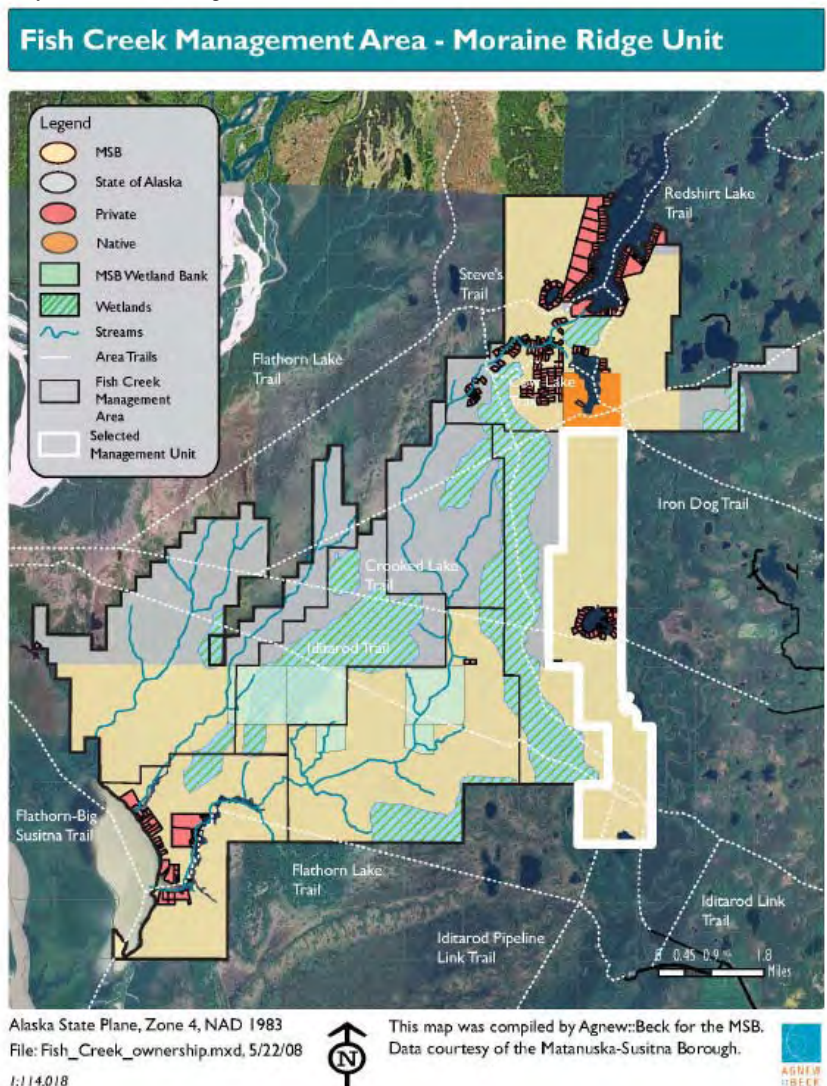 Fish Creek Management Area - Moraine Ridge Unit
Legend
MSB
State of Alaska
Private
Native
MSB Wetland Bank
Wetlands
Streams
Area Trails
Fish Creek
Management
Area
Selected
Management Unit
Redshirt Lake
Trail
Steve's
Trail
Flathorn Lake
Trail
Cow Lake
Iron Dog Trail
Crooked Lake
Trail
Iditarod Trail
Flathorn-Big
Susitna Trail
Flathorn Lake
Trail
Iditarod Link
Trail
Iditarod Pipeline
Link Trail
0 0.45 0.9 1.8
Miles
Alaska State Plane, Zone 4, NAD 1983
File: Fish_Creek_ownership.mxd, 5/22/08
1:114,018
N
This map was compiled by Agnew::Beck for the MSB.
Data courtesy of the Matanuska-Susitna Borough.
AGNEW
::BECK